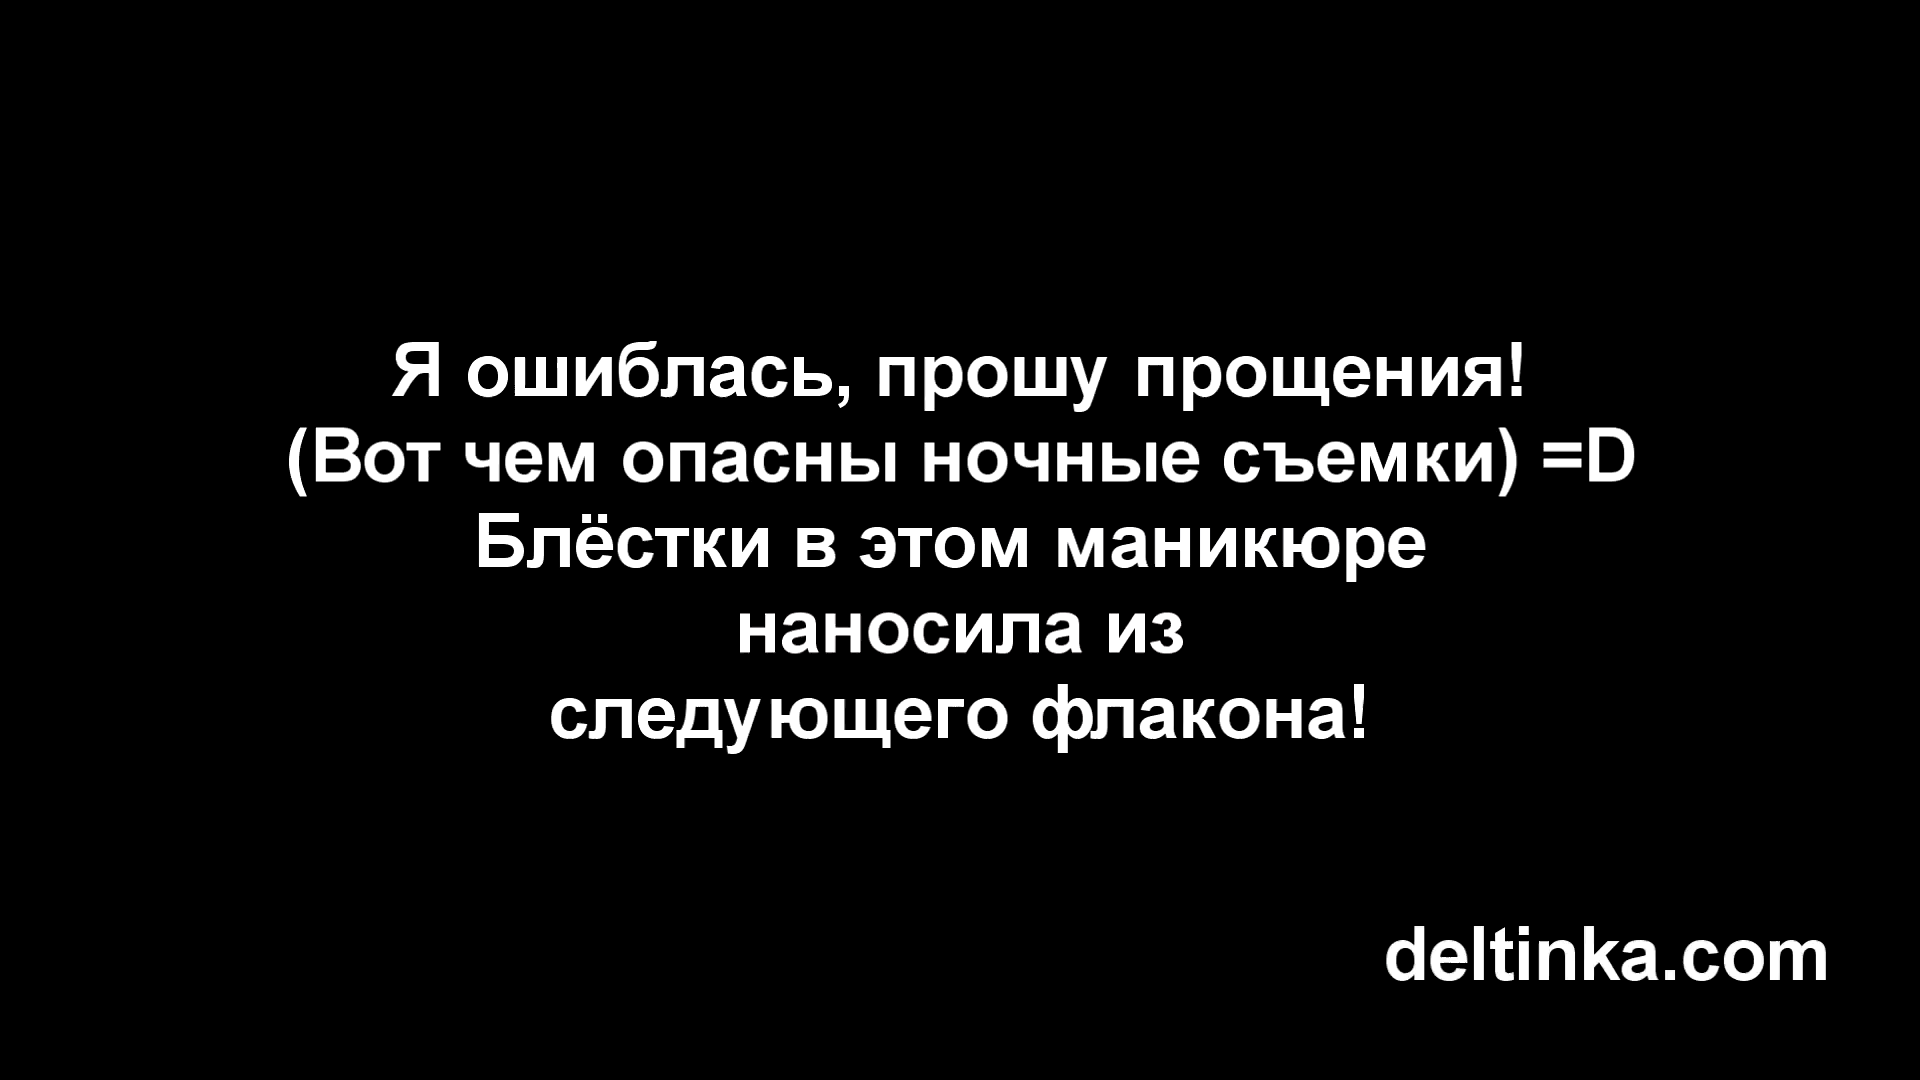 Я ошиблась, прошу прощения!
(Вот чем опасны ночные съемки) =D
Блёстки в этом маникюре
наносила из
следующего флакона!
deltinka.com